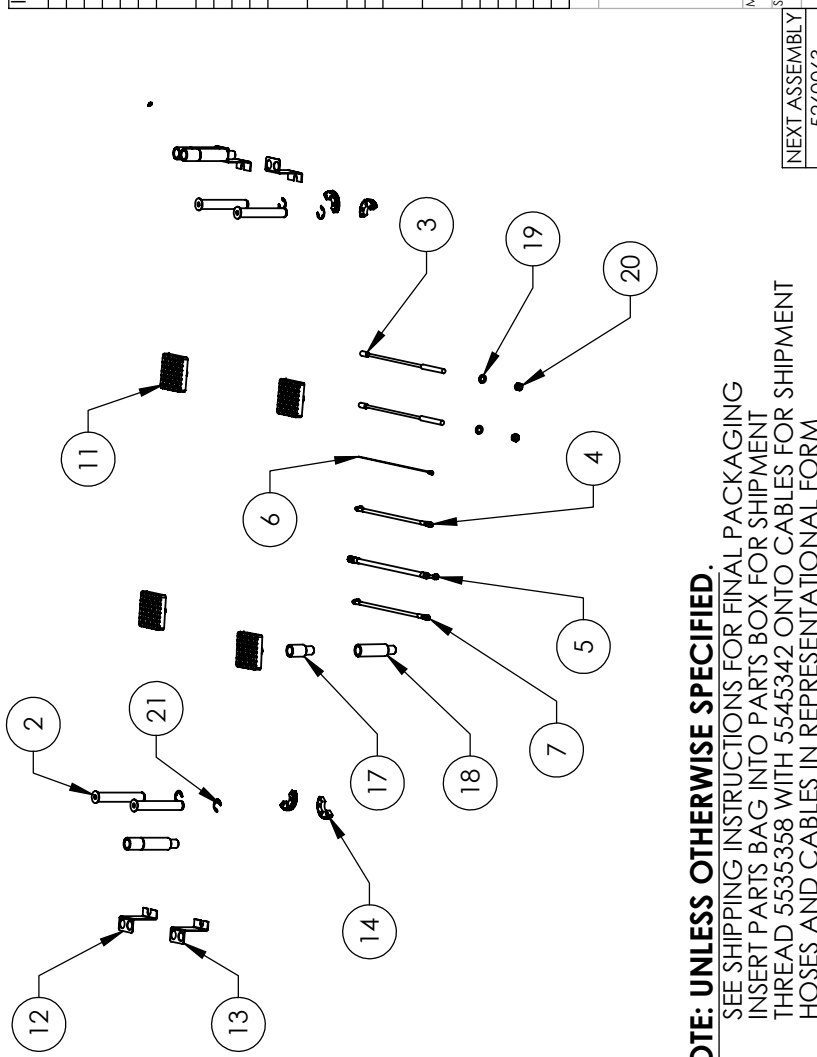 11
3
19
20
6
4
5
7
2
21
17
18
14
12
13
NEXT ASSEMBLY
UNLESS OTHERWISE SPECIFIED.
SEE SHIPPING INSTRUCTIONS FOR FINAL PACKAGING
INSERT PARTS BAG INTO PARTS BOX FOR SHIPMENT
THREAD 5535358 WITH 5545342 ONTO CABLES FOR SHIPMENT
HOSES AND CABLES IN REPRESENTATIONAL FORM